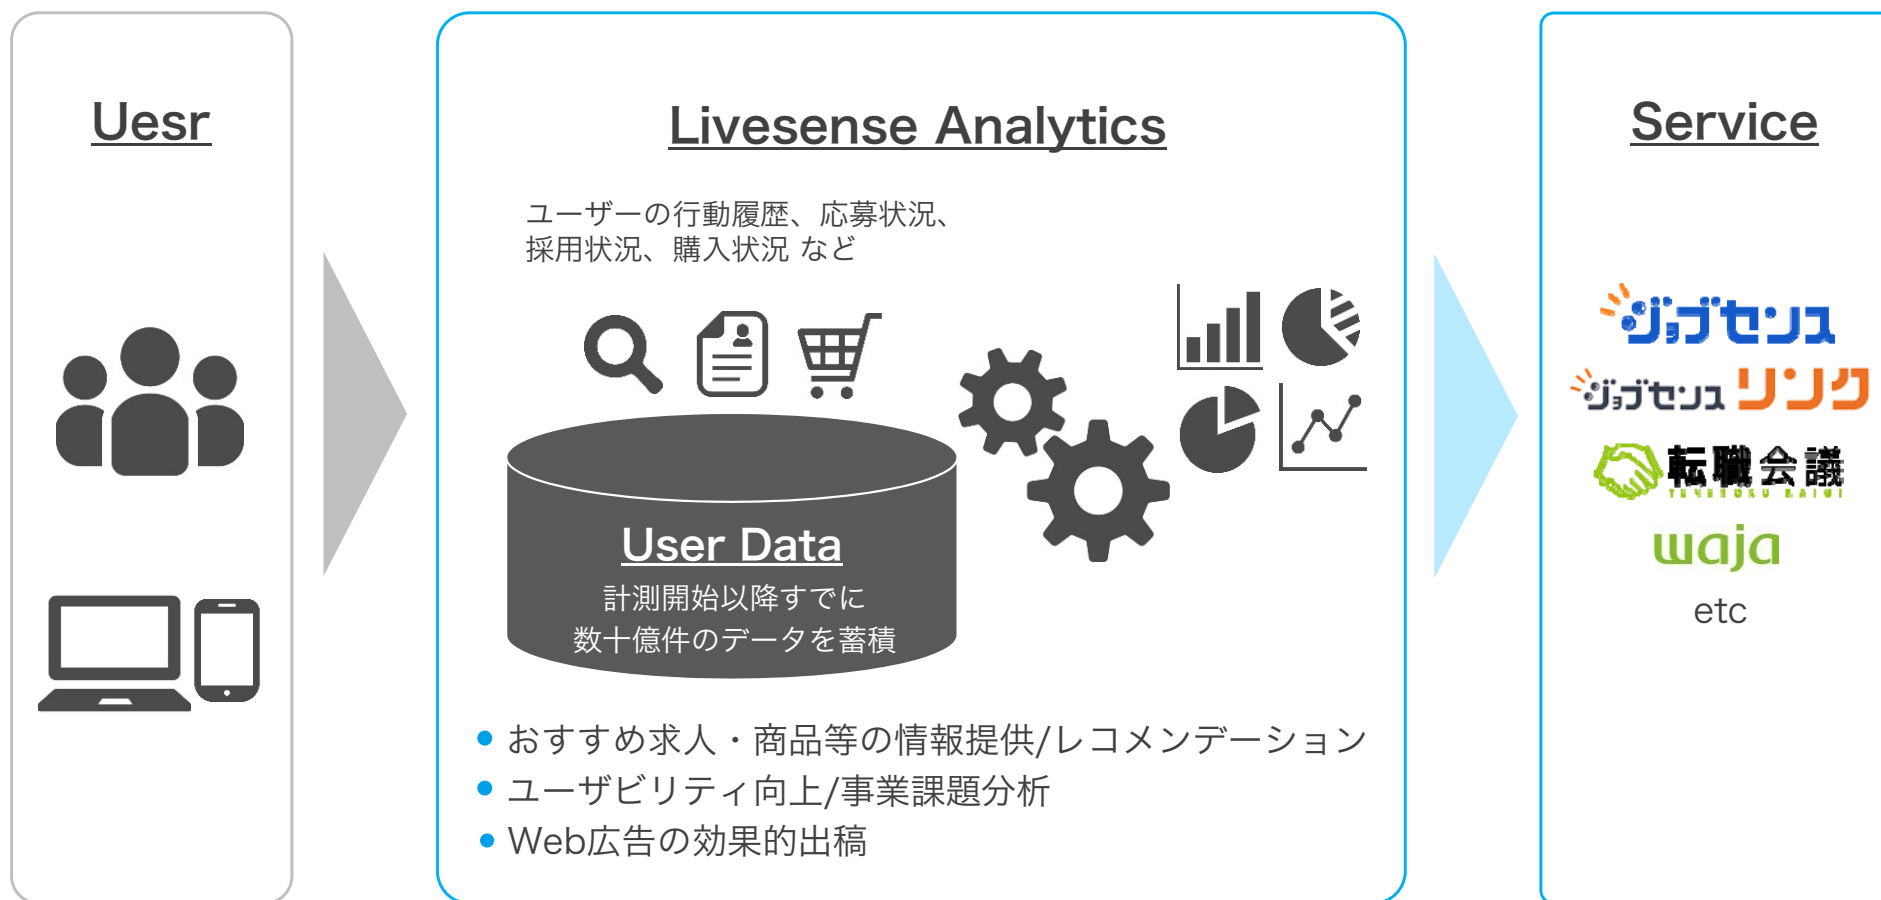 Uesr
Livesense Analytics
ユーザーの行動履歴、応募状況、
採用状況、購入状況 など
User Data
計測開始以降すでに
数十億件のデータを蓄積
• おすすめ求人・商品等の情報提供/レコメンデーション
• ユーザビリティ向上/事業課題分析
• Web広告の効果的出稿
Service
ジョブセンス
ジョブセンスリンク
転職会議
TENSHOKU KAIGI
waja
etc